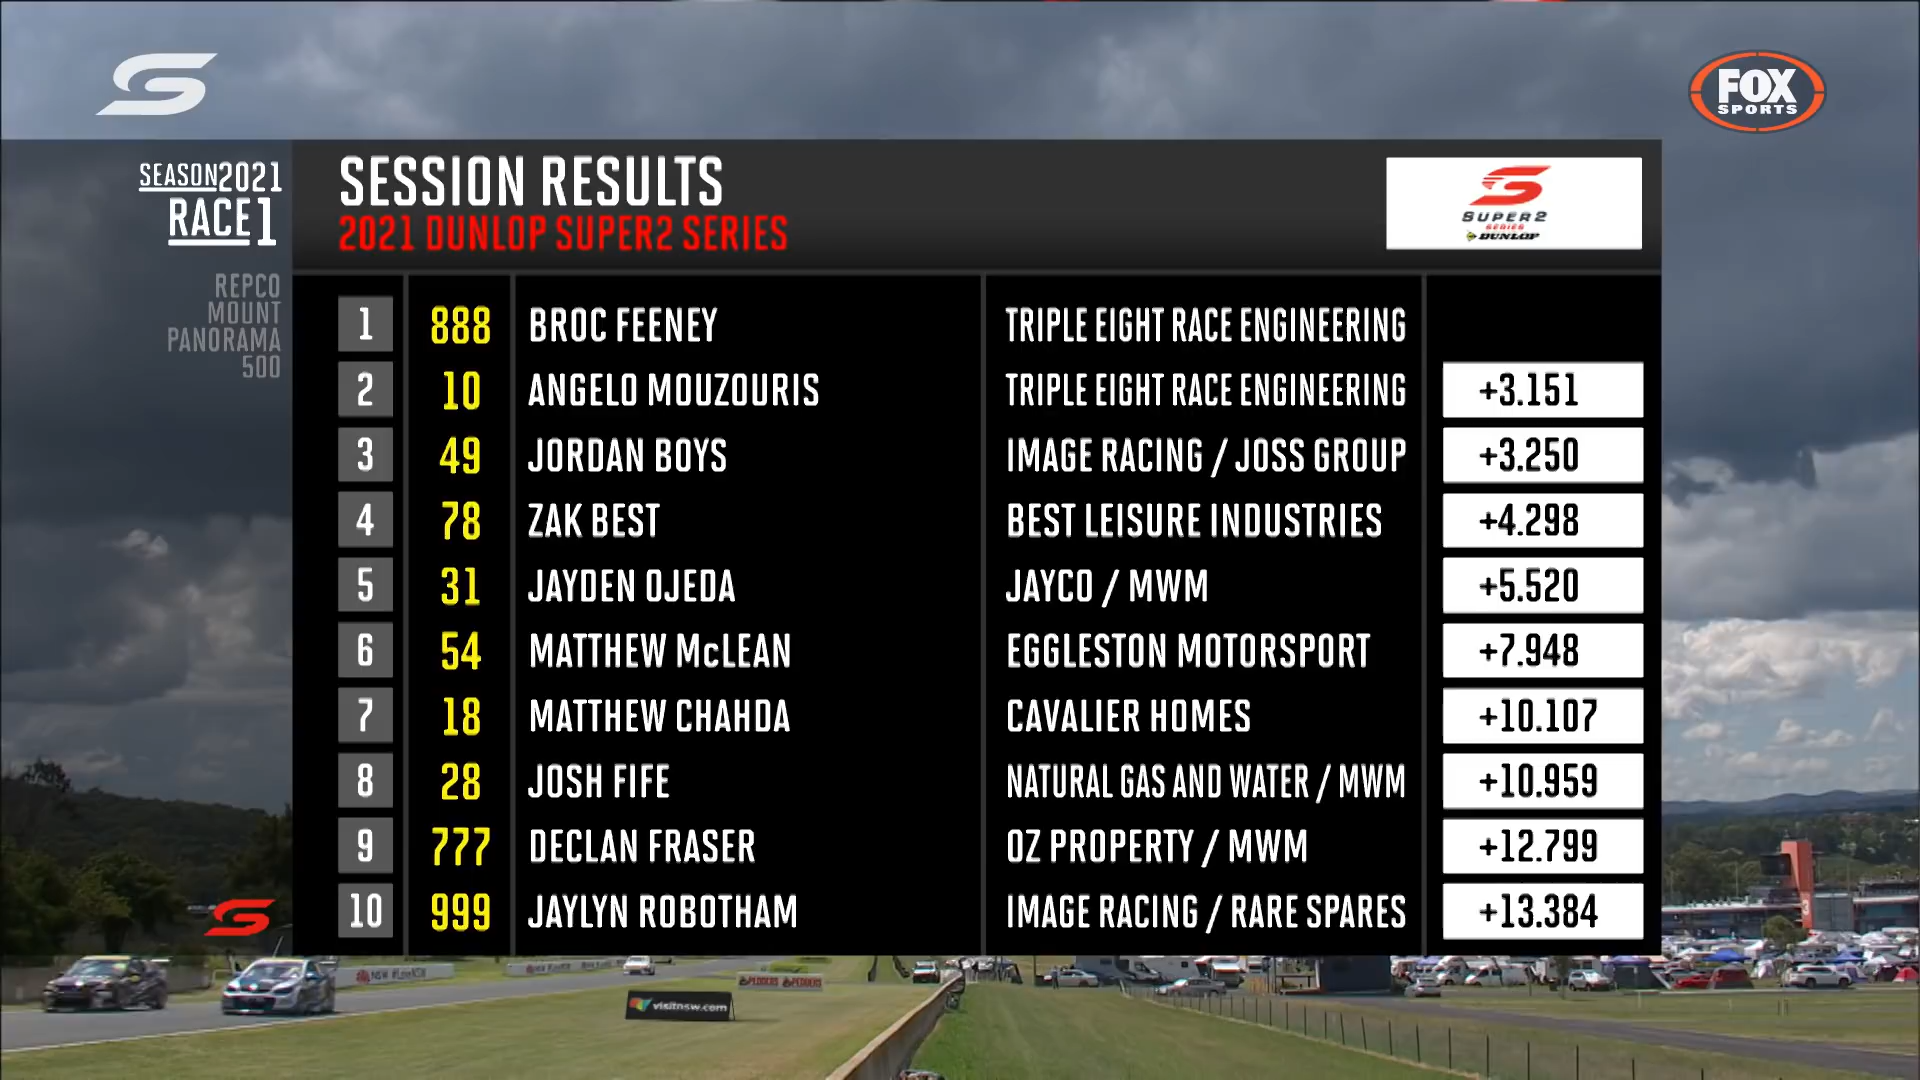 FOX
SPORTS
SEASON2021
RACE1
REPCO
MOUNT
PANORAMA
500
SESSION RESULTS
2021 DUNLOP SUPER2 SERIES
SUPER2
SERIES
DUNLOP
1 888 BROC FEENEY TRIPLE EIGHT RACE ENGINEERING
2 10 ANGELO MOUZOURIS TRIPLE EIGHT RACE ENGINEERING +3.151
3 49 JORDAN BOYS IMAGE RACING / JOSS GROUP +3.250
4 78 ZAK BEST BEST LEISURE INDUSTRIES +4.298
5 31 JAYDEN OJEDA JAYCO / MWM +5.520
6 54 MATTHEW McLEAN EGGLESTON MOTORSPORT +7.948
7 18 MATTHEW CHAHDA CAVALIER HOMES +10.107
8 28 JOSH FIFE NATURAL GAS AND WATER / MWM +10.959
9 777 DECLAN FRASER OZ PROPERTY / MWM +12.799
10 999 JAYLYN ROBOTHAM IMAGE RACING / RARE SPARES +13.384
PEDDERS PEDDERS
visitnsw.com